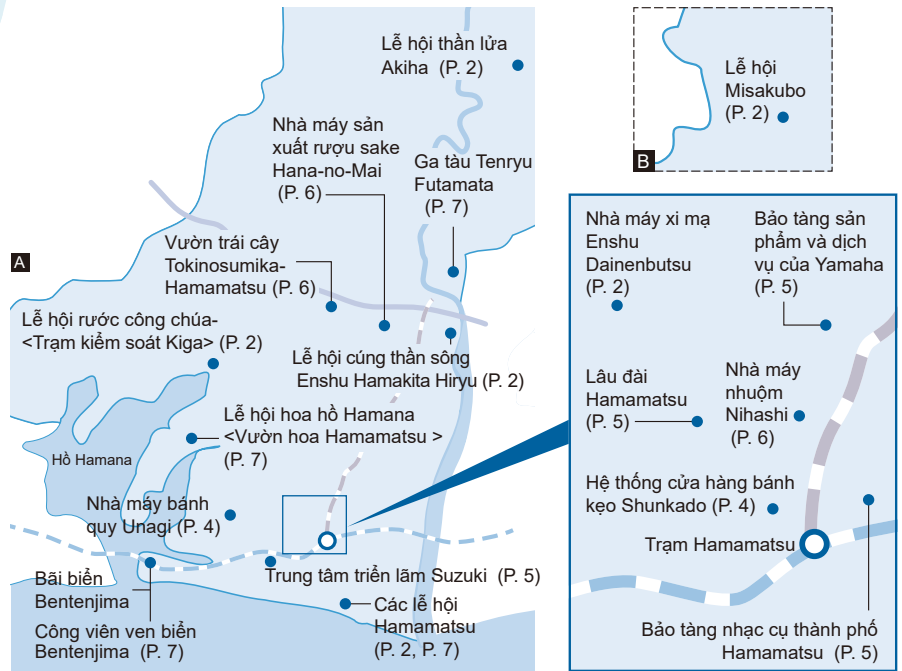 Lễ hội thần lửa
Akiha (P. 2)
Nhà máy sản
xuất rượu sake
Hana-no-Mai
(P. 6)
Ga tàu Tenryu
Futamata
(P. 7)
A
Vườn trái cây
Tokinosumika-
Hamamatsu (P. 6)
Lễ hội rước công chúa-
<Trạm kiểm soát Kiga> (P. 2)
Lễ hội cúng thần sông
Enshu Hamakita Hiryu (P. 2)
Lễ hội hoa hồ Hamana
<Vườn hoa Hamamatsu >
(P. 7)
Hồ Hamana
Nhà máy bánh
quy Unagi (P. 4)
Trung tâm triển lãm Suzuki (P. 5)
Bãi biển
Bentenjima
Công viên ven biển
Bentenjima (P. 7)
Các lễ hội
Hamamatsu
(P. 2, P. 7)
Lễ hội
Misakubo
(P. 2)
B
Nhà máy xi mạ
Enshu
Dainenbutsu
(P. 2)
Bảo tàng sản
phẩm và dịch
vụ của Yamaha
(P. 5)
Lâu đài
Hamamatsu
(P. 5)
Nhà máy
nhuộm
Nihashi
(P. 6)
Hệ thống cửa hàng bánh
kẹo Shunkado (P. 4)
Trạm Hamamatsu
Bảo tàng nhạc cụ thành phố
Hamamatsu (P. 5)